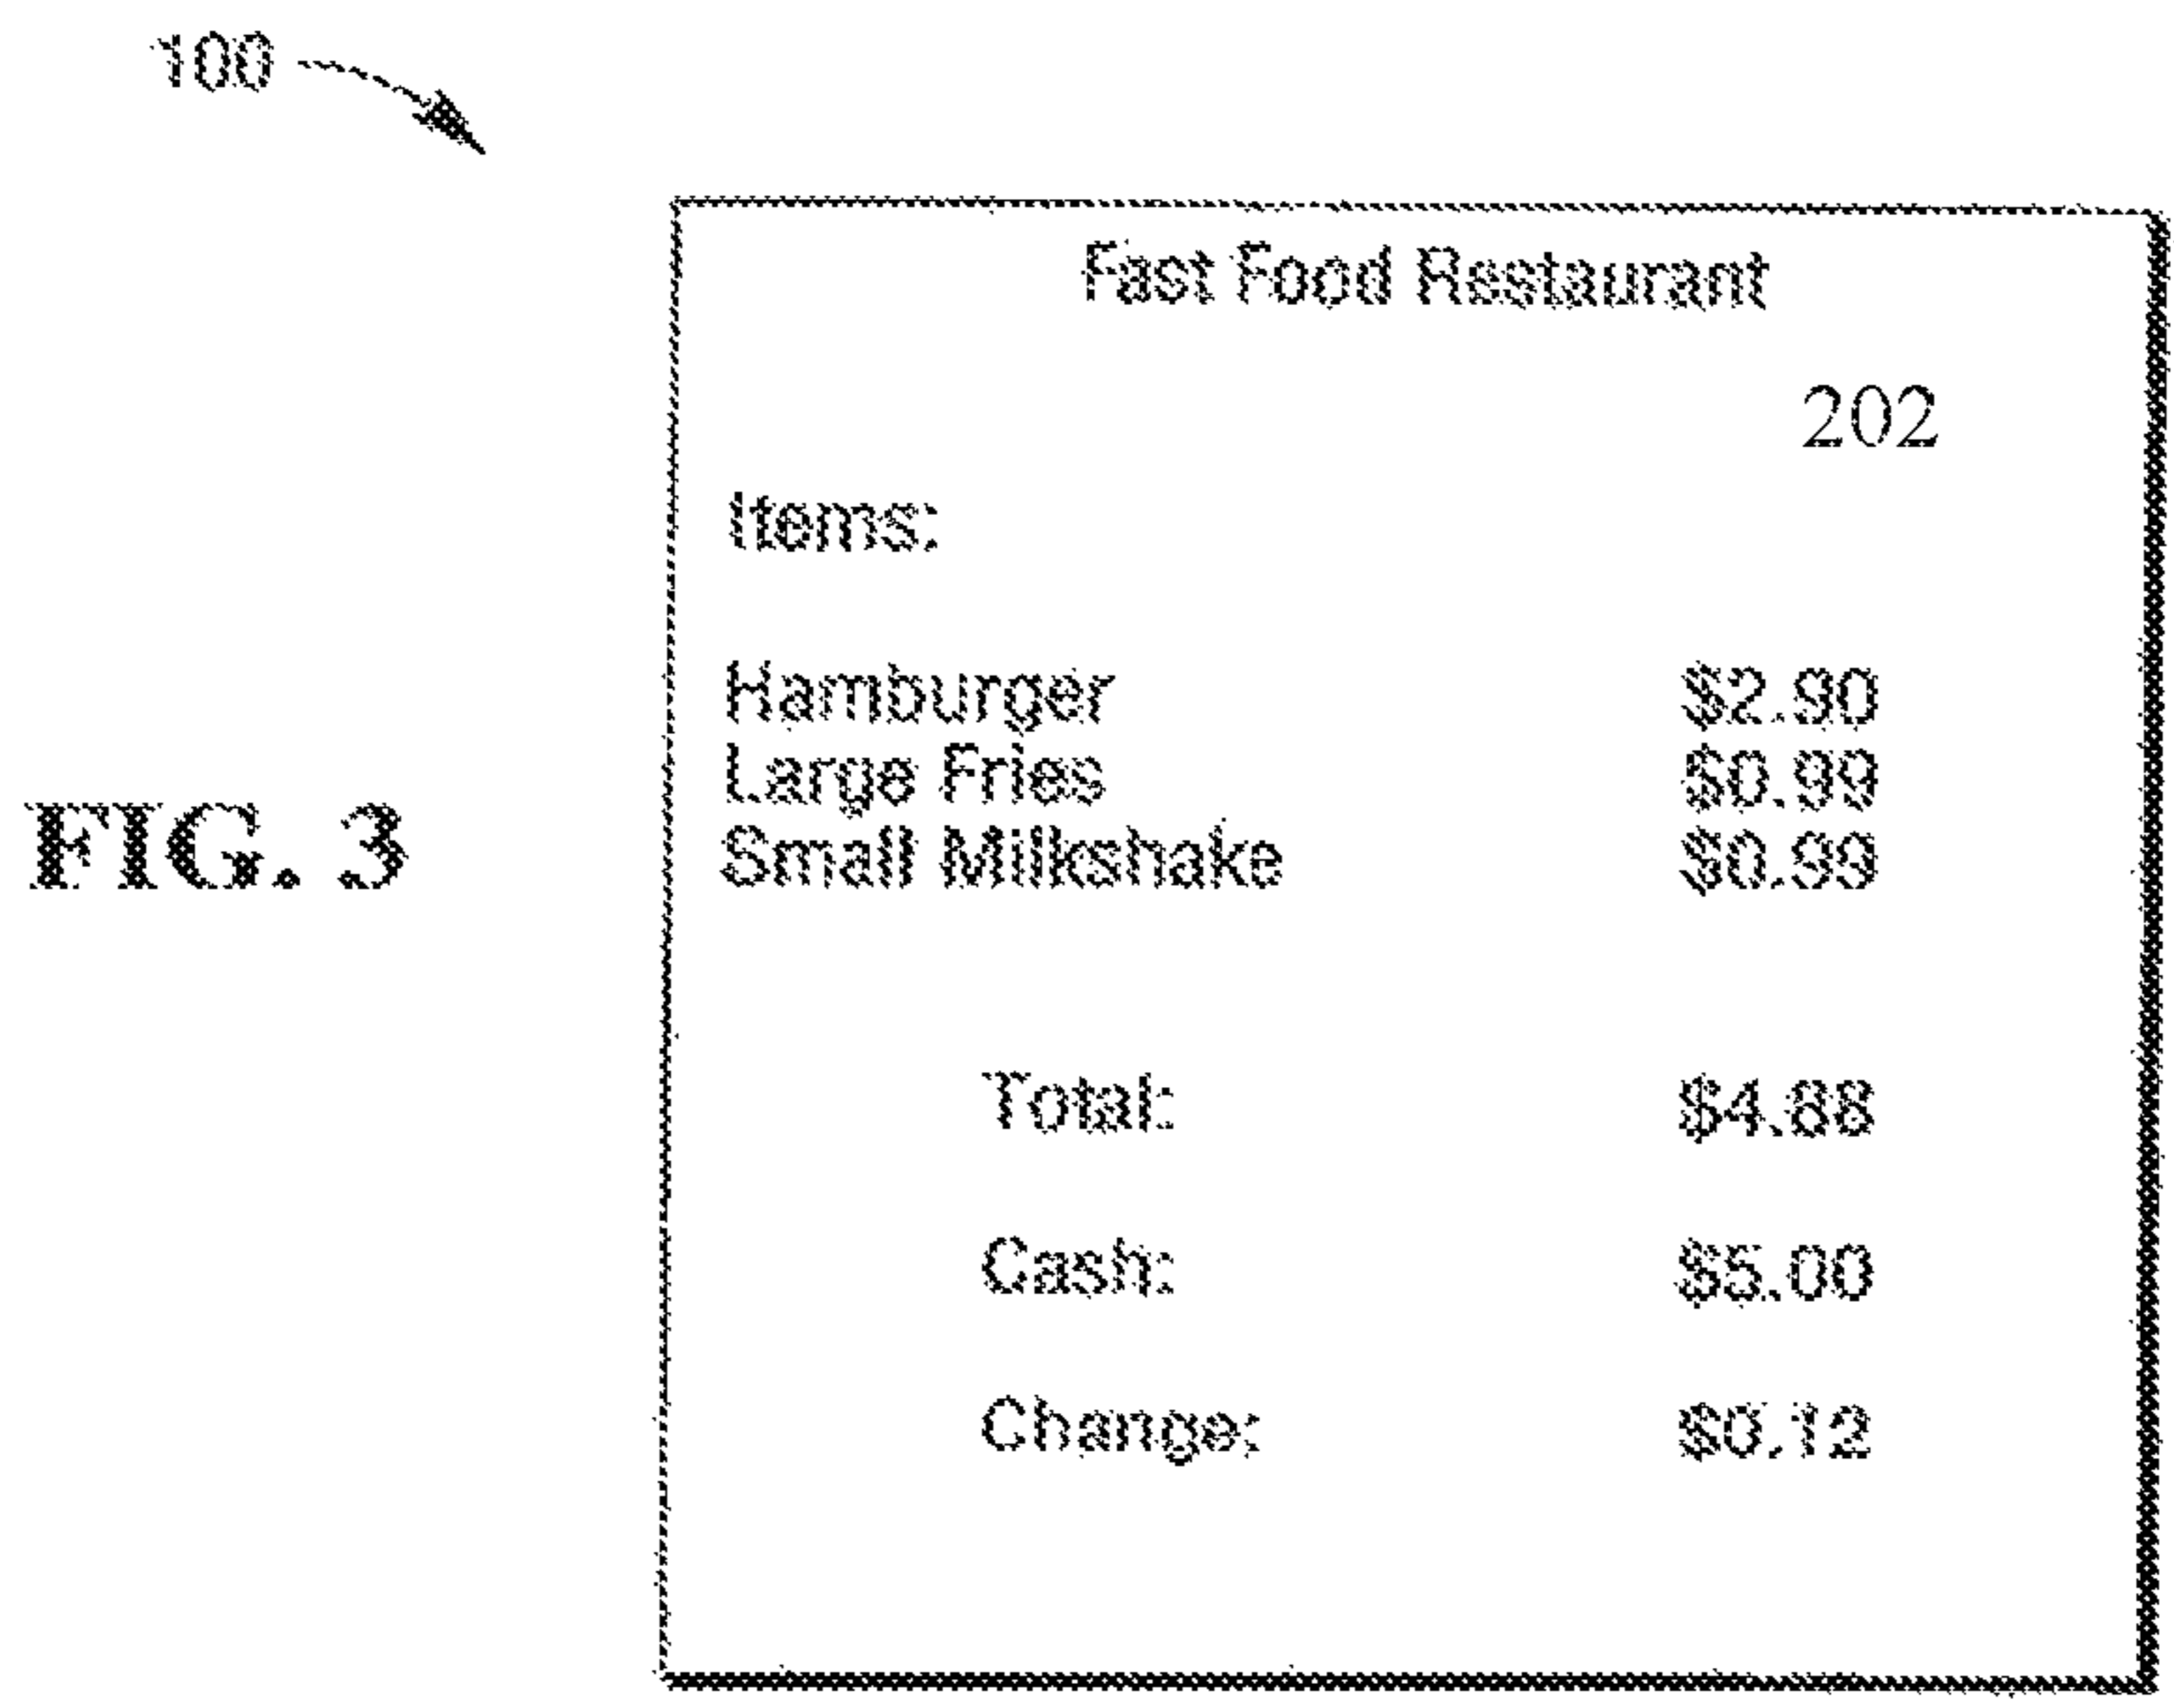 100
Fast Food Restaurant
202
Items:
Hamburger $2.90
Large Fries $0.99
Small Milkshake $0.99
FIG. 3
Total: $4.88
Cash: $5.00
Change: $0.12